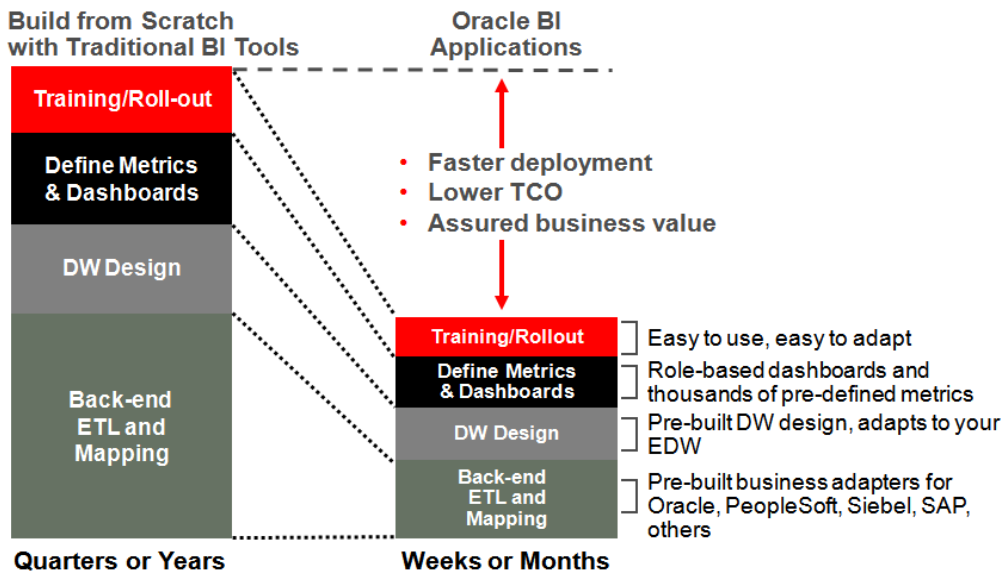 Build from Scratch
with Traditional BI Tools
Oracle BI
Applications
Training/Roll-out
Define Metrics
& Dashboards
DW Design
Back-end
ETL and
Mapping
Quarters or Years
• Faster deployment
• Lower TCO
• Assured business value
Training/Rollout
Define Metrics
& Dashboards
DW Design
Back-end
ETL and
Mapping
Weeks or Months
Easy to use, easy to adapt
Role-based dashboards and
thousands of pre-defined metrics
Pre-built DW design, adapts to your
EDW
Pre-built business adapters for
Oracle, PeopleSoft, Siebel, SAP,
others